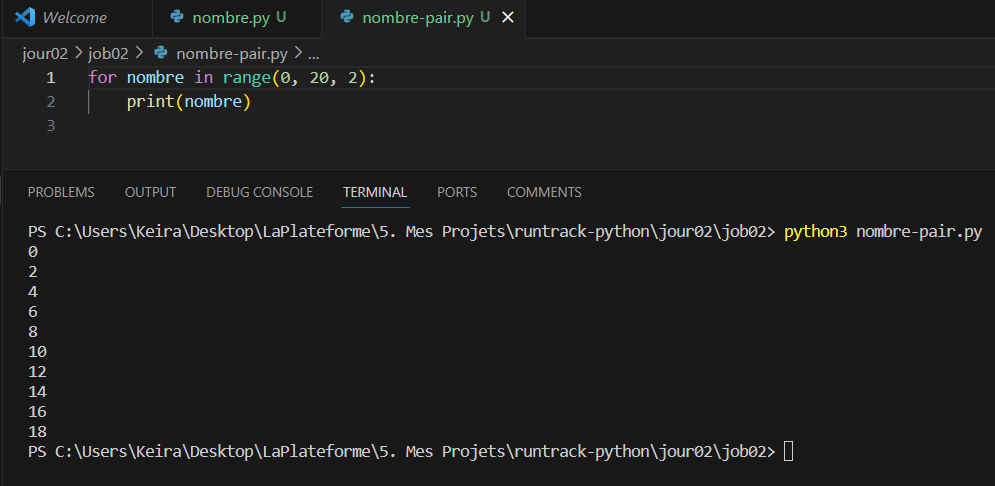 Welcome nombre.py U nombre-pair.py U
jour02 > job02 > nombre-pair.py > ...
1 for nombre in range(0, 20, 2):
2 print(nombre)
3
PROBLEMS OUTPUT DEBUG CONSOLE TERMINAL PORTS COMMENTS
PS C:\Users\Keira\Desktop\LaPlateforme\5. Mes Projets\runtrack-python\jour02\job02> python3 nombre-pair.py
0
2
4
6
8
10
12
14
16
18
PS C:\Users\Keira\Desktop\LaPlateforme\5. Mes Projets\runtrack-python\jour02\job02>